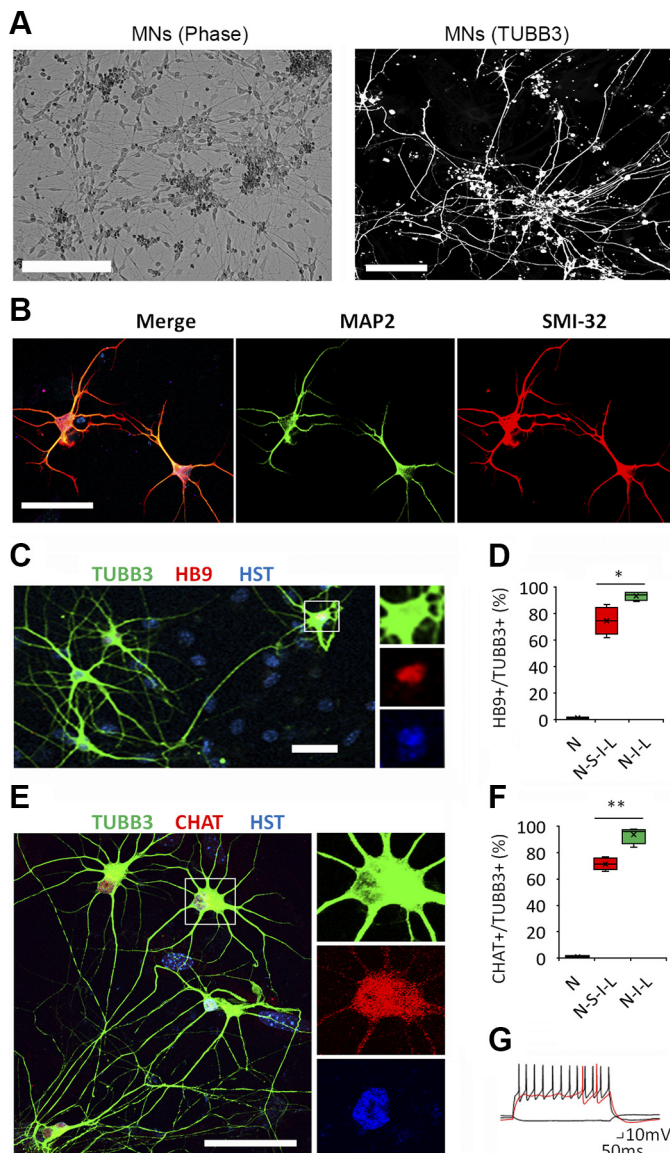 A
MNs (Phase)
MNs (TUBB3)
B
Merge
MAP2
SMI-32
C
TUBB3 HB9 HST
D
HB9+/TUBB3+ (%)
100
80
60
40
20
0
*
N
N-S-I-L
N-I-L
E
TUBB3 CHAT HST
F
CHAT+/TUBB3+ (%)
100
80
60
40
20
0
**
N
N-S-I-L
N-I-L
G
10mV
50ms